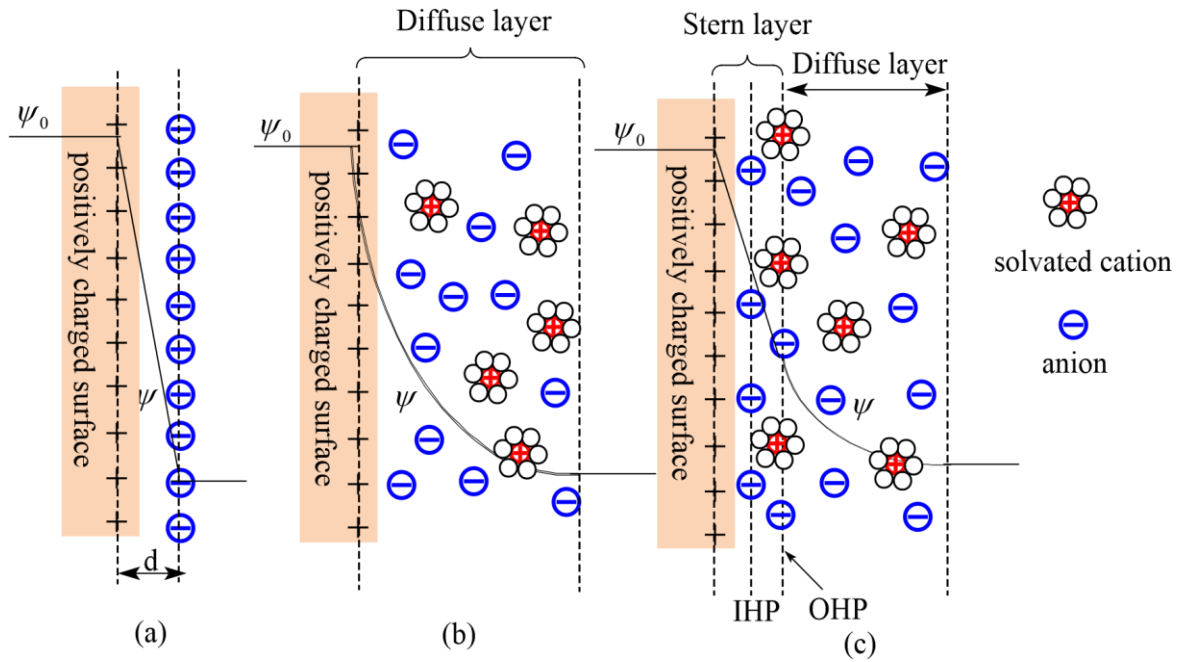 Diffuse layer
Stern layer
Diffuse layer
ψ₀
ψ₀
ψ₀
positively charged surface
positively charged surface
positively charged surface
ψ
ψ
ψ
solvated cation
anion
d
IHP
OHP
(a)
(b)
(c)